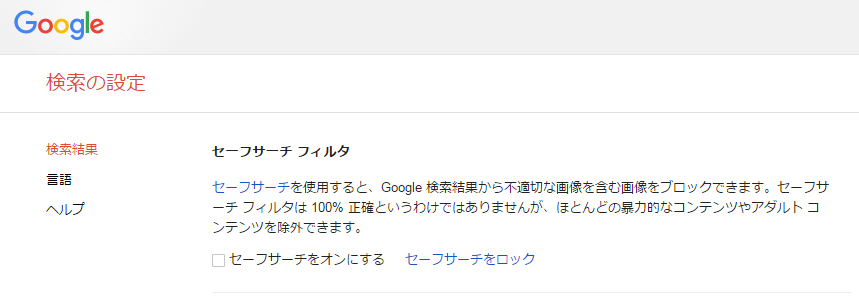 Google
検索の設定
検索結果
言語
ヘルプ
セーフサーチ フィルタ
セーフサーチを使用すると、Google 検索結果から不適切な画像を含む画像をブロックできます。セーフサ
ーチ フィルタは 100% 正確というわけではありませんが、ほとんどの暴力的なコンテンツやアダルト コ
ンテンツを除外できます。
セーフサーチをオンにする セーフサーチをロック